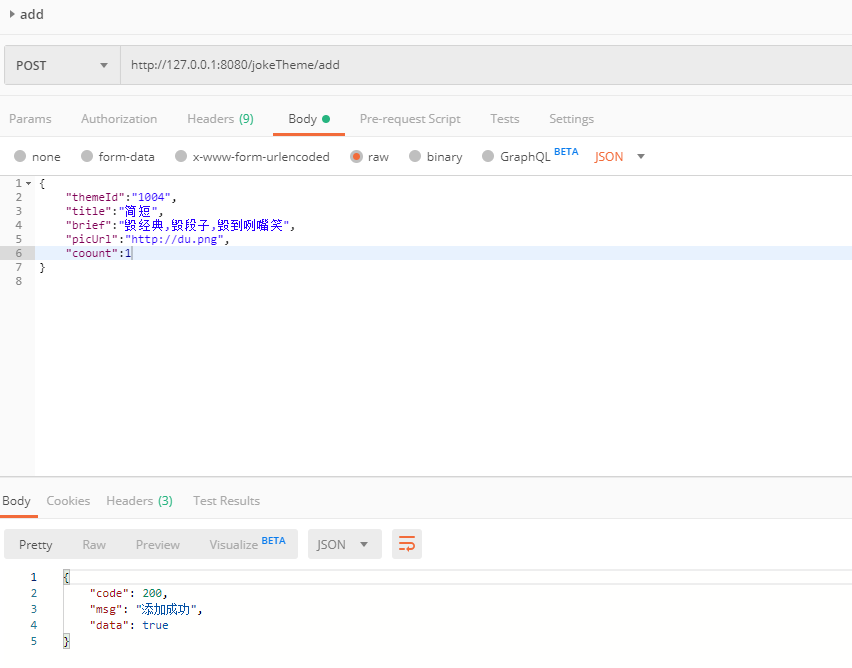 add
POST http://127.0.0.1:8080/jokeTheme/add
Params Authorization Headers (9) Body Pre-request Script Tests Settings
none form-data x-www-form-urlencoded raw binary GraphQL BETA JSON
1 {
2 "themeId":"1004",
3 "title":"简短",
4 "brief":"毁经典,毁段子,毁到咧嘴笑",
5 "picUrl":"http://du.png",
6 "coount":1
7 }
8
Body Cookies Headers (3) Test Results
Pretty Raw Preview Visualize BETA JSON
1 {
2 "code": 200,
3 "msg": "添加成功",
4 "data": true
5 }